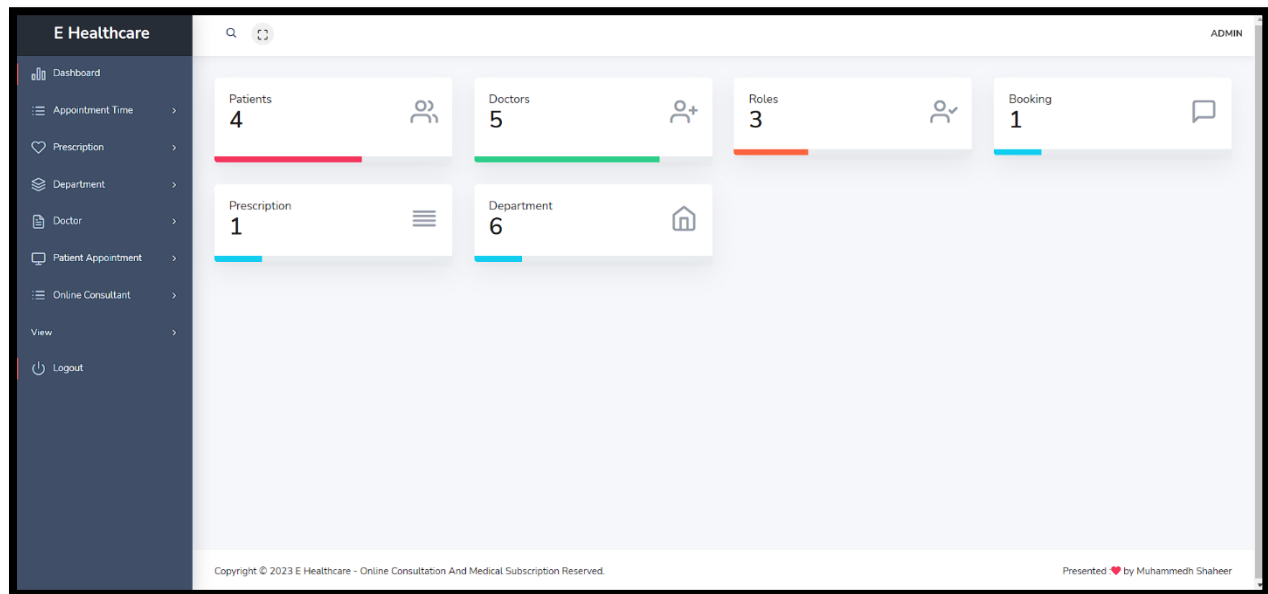 E Healthcare
ADMIN
Dashboard
Appointment Time
Prescription
Department
Doctor
Patient Appointment
Online Consultant
View
Logout
Patients
4
Doctors
5
Roles
3
Booking
1
Prescription
1
Department
6
Copyright © 2023 E Healthcare - Online Consultation And Medical Subscription Reserved.
Presented ❤ by Muhammedh Shaheer